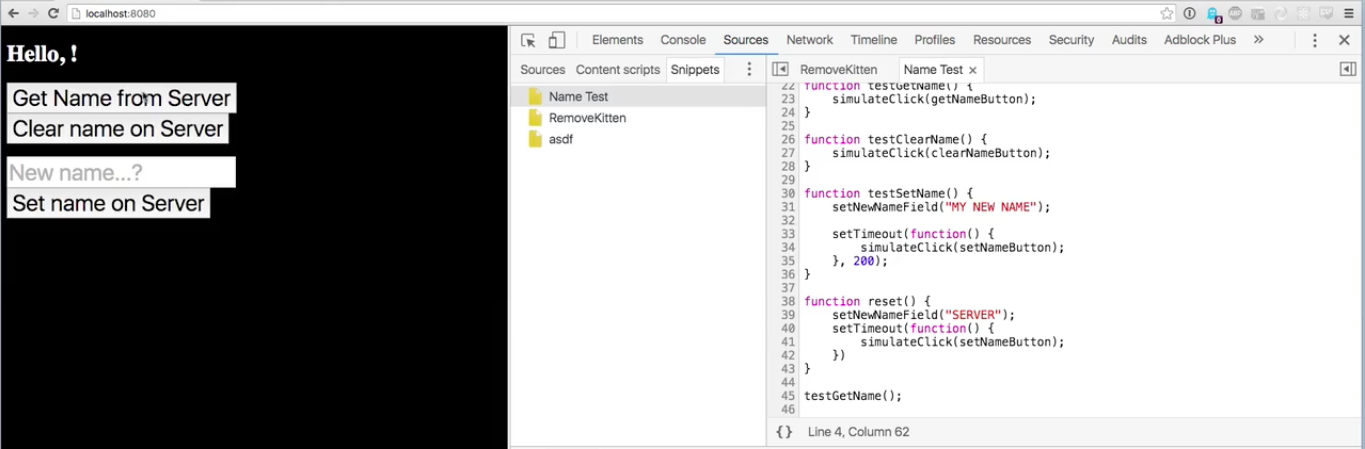 localhost:8080
Hello, !
Get Name from Server
Clear name on Server
New name...?
Set name on Server
Elements Console Sources Network Timeline Profiles Resources Security Audits Adblock Plus »
Sources Content scripts Snippets
Name Test
RemoveKitten
asdf
RemoveKitten Name Test ×
22 function testGetName() {
23 simulateClick(getNameButton);
24 }
25
26 function testClearName() {
27 simulateClick(clearNameButton);
28 }
29
30 function testSetName() {
31 setNewNameField("MY NEW NAME");
32
33 setTimeout(function() {
34 simulateClick(setNameButton);
35 }, 200);
36 }
37
38 function reset() {
39 setNewNameField("SERVER");
40 setTimeout(function() {
41 simulateClick(setNameButton);
42 })
43 }
44
45 testGetName();
46
{} Line 4, Column 62